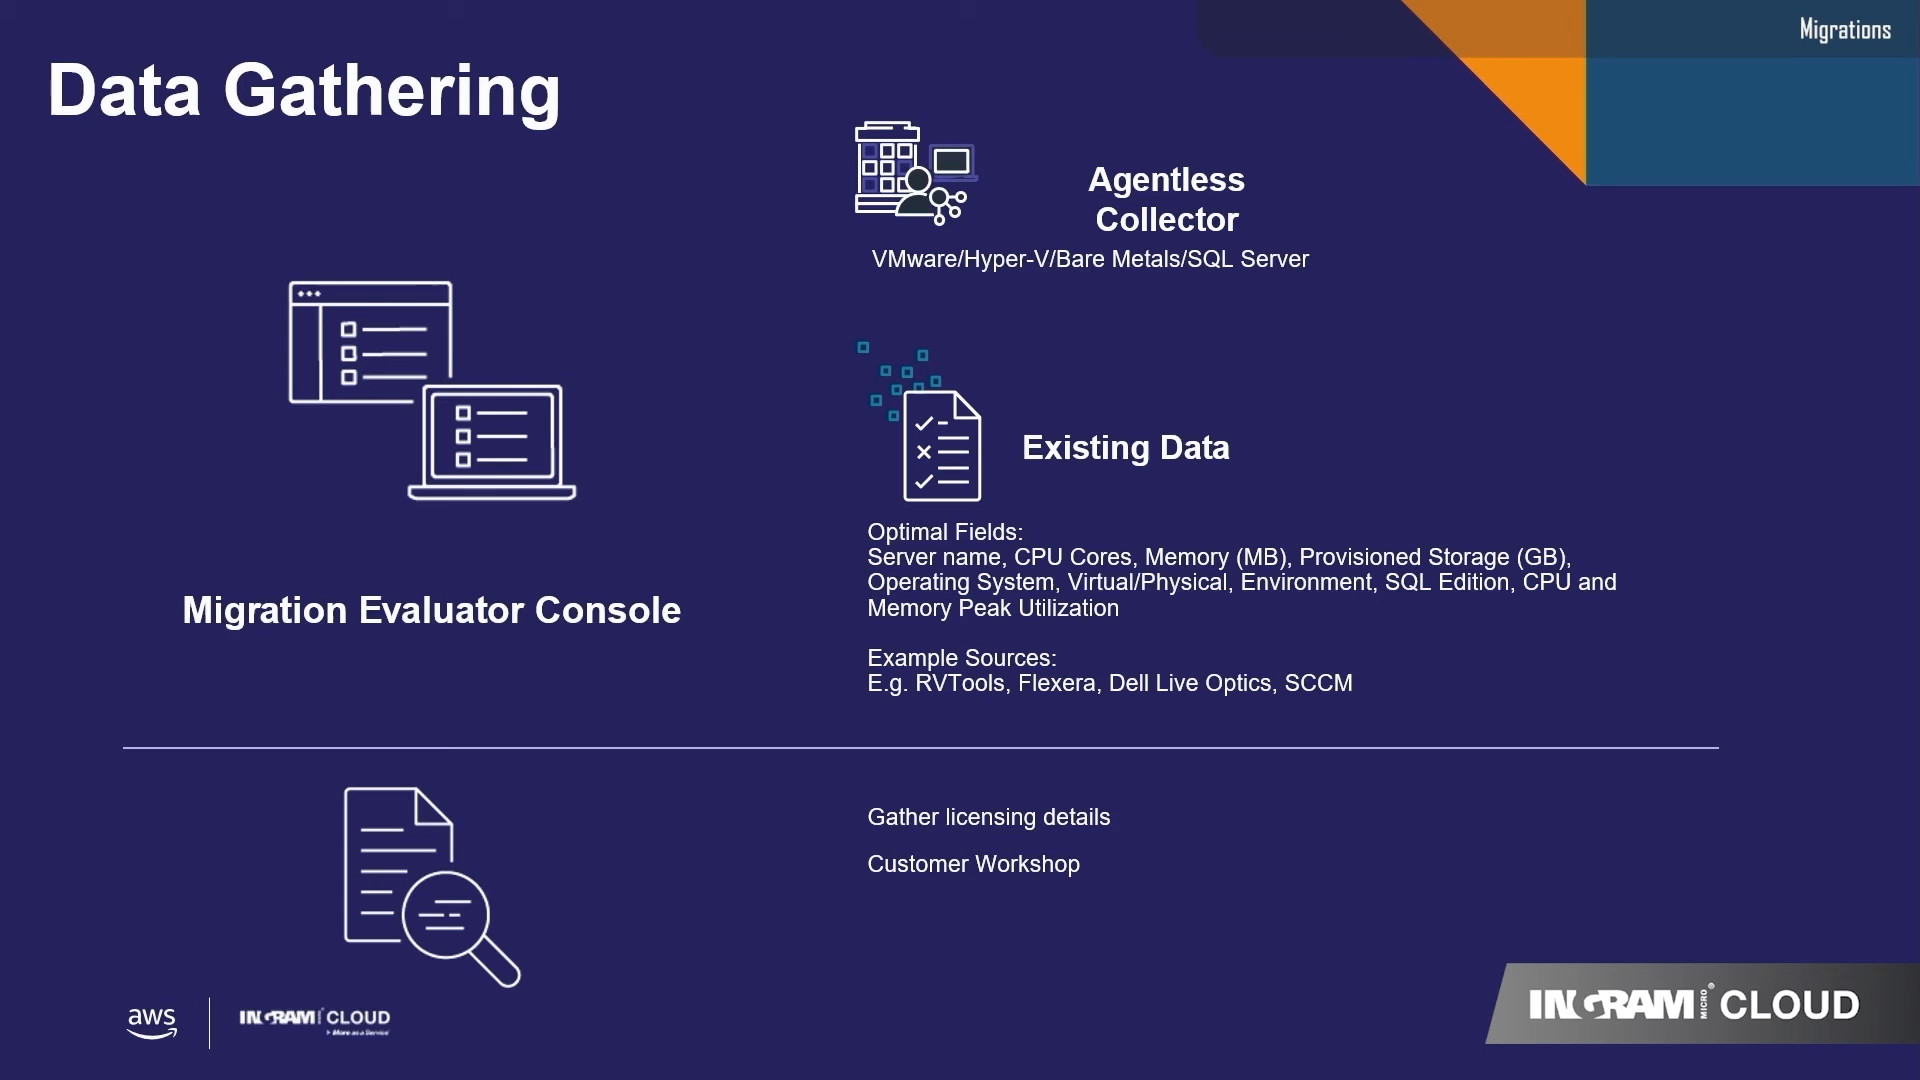 Migrations
Data Gathering
Agentless
Collector
VMware/Hyper-V/Bare Metals/SQL Server
Existing Data
Optimal Fields:
Server name, CPU Cores, Memory (MB), Provisioned Storage (GB),
Operating System, Virtual/Physical, Environment, SQL Edition, CPU and
Memory Peak Utilization
Example Sources:
E.g. RVTools, Flexera, Dell Live Optics, SCCM
Migration Evaluator Console
Gather licensing details
Customer Workshop
aws
INGRAM CLOUD
More as a Service
INGRAM MICRO® CLOUD